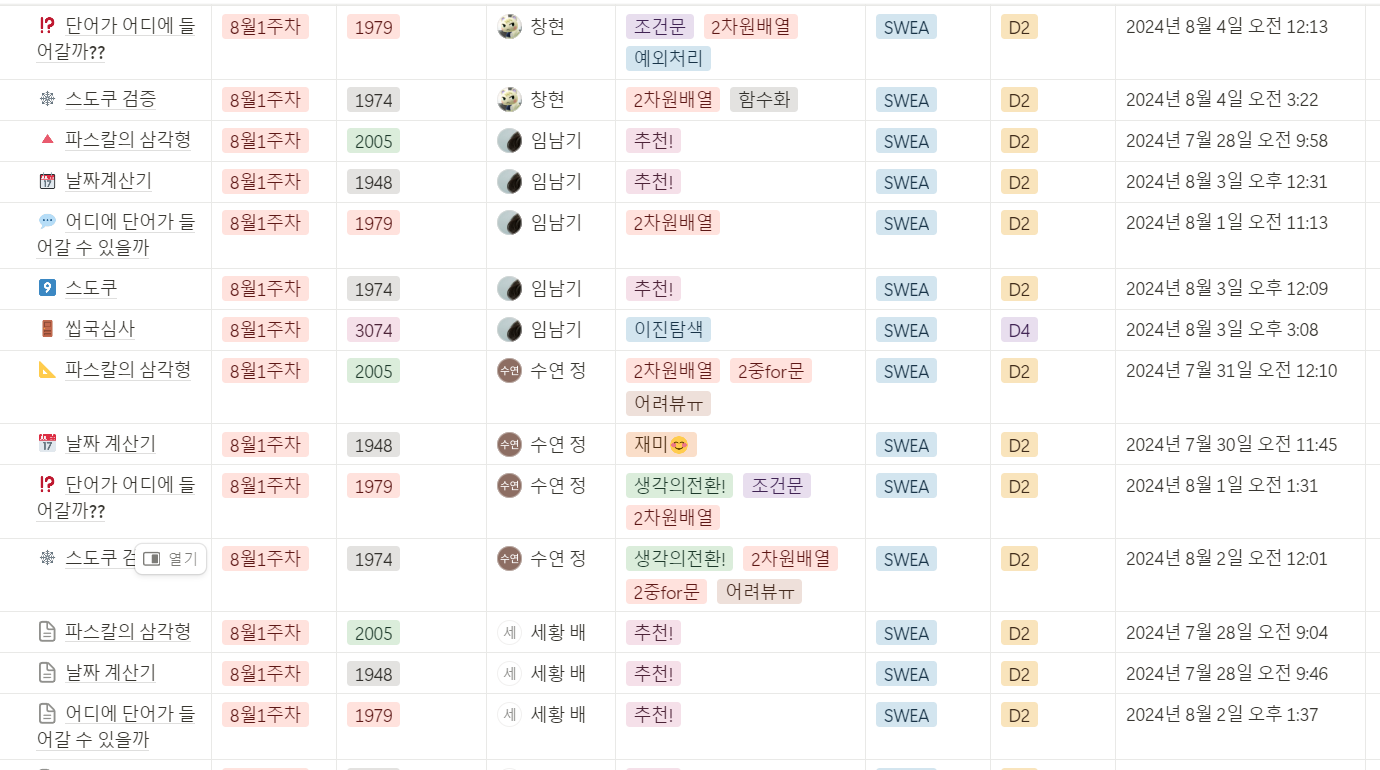 ⁉ 단어가 어디에 들 8월1주차 1979 창현 조건문 2차원배열 SWEA D2 2024년 8월 4일 오전 12:13
어갈까?? 예외처리
스도쿠 검증 8월1주차 1974 창현 2차원배열 함수화 SWEA D2 2024년 8월 4일 오전 3:22
파스칼의 삼각형 8월1주차 2005 임남기 추천! SWEA D2 2024년 7월 28일 오전 9:58
17 날짜계산기 8월1주차 1948 임남기 추천! SWEA D2 2024년 8월 3일 오후 12:31
어디에 단어가 들 8월1주차 1979 임남기 2차원배열 SWEA D2 2024년 8월 1일 오전 11:13
어갈 수 있을까
9 스도쿠 8월1주차 1974 임남기 추천! SWEA D2 2024년 8월 3일 오후 12:09
씹국심사 8월1주차 3074 임남기 이진탐색 SWEA D4 2024년 8월 3일 오후 3:08
파스칼의 삼각형 8월1주차 2005 수연 수연 정 2차원배열 2중for문 SWEA D2 2024년 7월 31일 오전 12:10
어려뷰ㅠ
17 날짜 계산기 8월1주차 1948 수연 수연 정 재미😊 SWEA D2 2024년 7월 30일 오전 11:45
⁉ 단어가 어디에 들 8월1주차 1979 수연 수연 정 생각의전환! 조건문 SWEA D2 2024년 8월 1일 오전 1:31
어갈까?? 2차원배열
스도쿠 검 열기 8월1주차 1974 수연 수연 정 생각의전환! 2차원배열 SWEA D2 2024년 8월 2일 오전 12:01
2중for문 어려뷰ㅠ
파스칼의 삼각형 8월1주차 2005 세 세황 배 추천! SWEA D2 2024년 7월 28일 오전 9:04
날짜 계산기 8월1주차 1948 세 세황 배 추천! SWEA D2 2024년 7월 28일 오전 9:46
어디에 단어가 들 8월1주차 1979 세 세황 배 추천! SWEA D2 2024년 8월 2일 오후 1:37
어갈 수 있을까